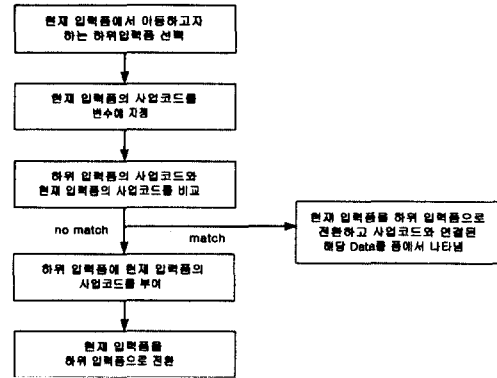 현재 입력폼에서 이동하고자
하는 하위입력폼 선택
현재 입력폼의 사업코드를
변수에 지정
하위 입력폼의 사업코드와
현재 입력폼의 사업코드를 비교
no match
match
현재 입력폼을 하위 입력폼으로
전환하고 사업코드와 연결된
해당 Data를 폼에서 나타냄
하위 입력폼에 현재 입력폼의
사업코드를 부여
현재 입력폼을
하위 입력폼으로 전환